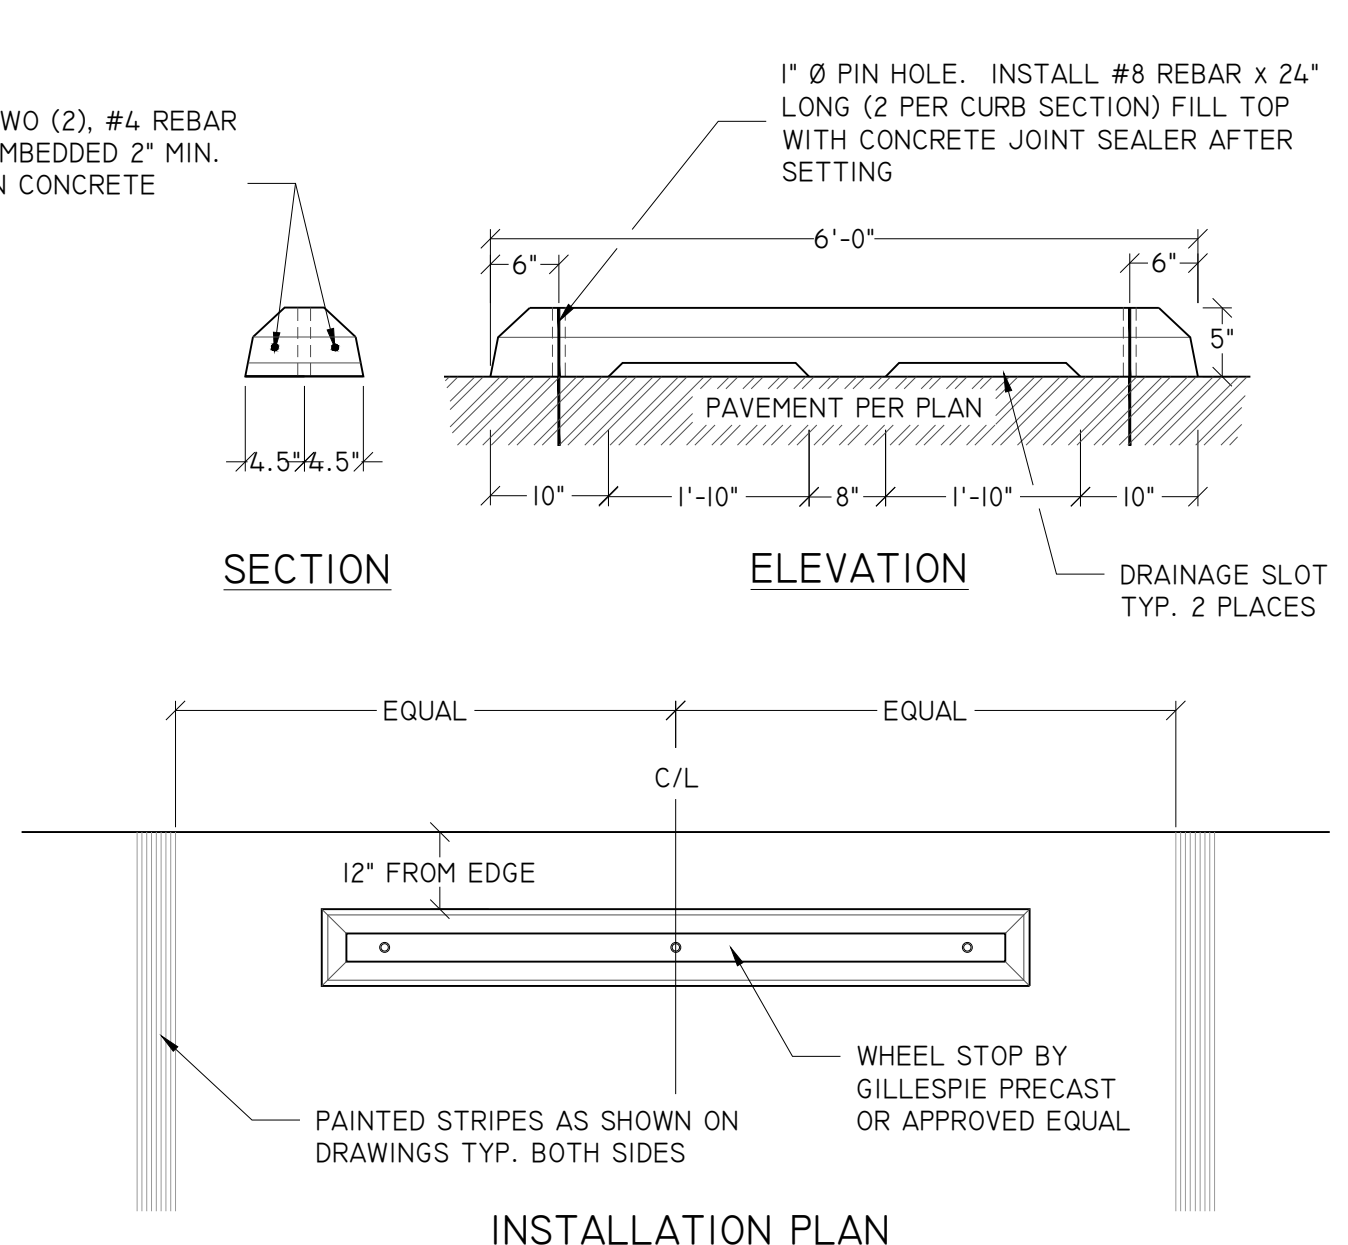 1" Ø PIN HOLE. INSTALL #8 REBAR x 24"
LONG (2 PER CURB SECTION) FILL TOP
WITH CONCRETE JOINT SEALER AFTER
SETTING
WO (2), #4 REBAR
MBEDDED 2" MIN.
N CONCRETE
6'-0"
6"
6"
5"
PAVEMENT PER PLAN
4.5"
4.5"
10"
1'-10"
8"
1'-10"
10"
SECTION
ELEVATION
DRAINAGE SLOT
TYP. 2 PLACES
EQUAL
EQUAL
C/L
12" FROM EDGE
WHEEL STOP BY
GILLESPIE PRECAST
OR APPROVED EQUAL
PAINTED STRIPES AS SHOWN ON
DRAWINGS TYP. BOTH SIDES
INSTALLATION PLAN